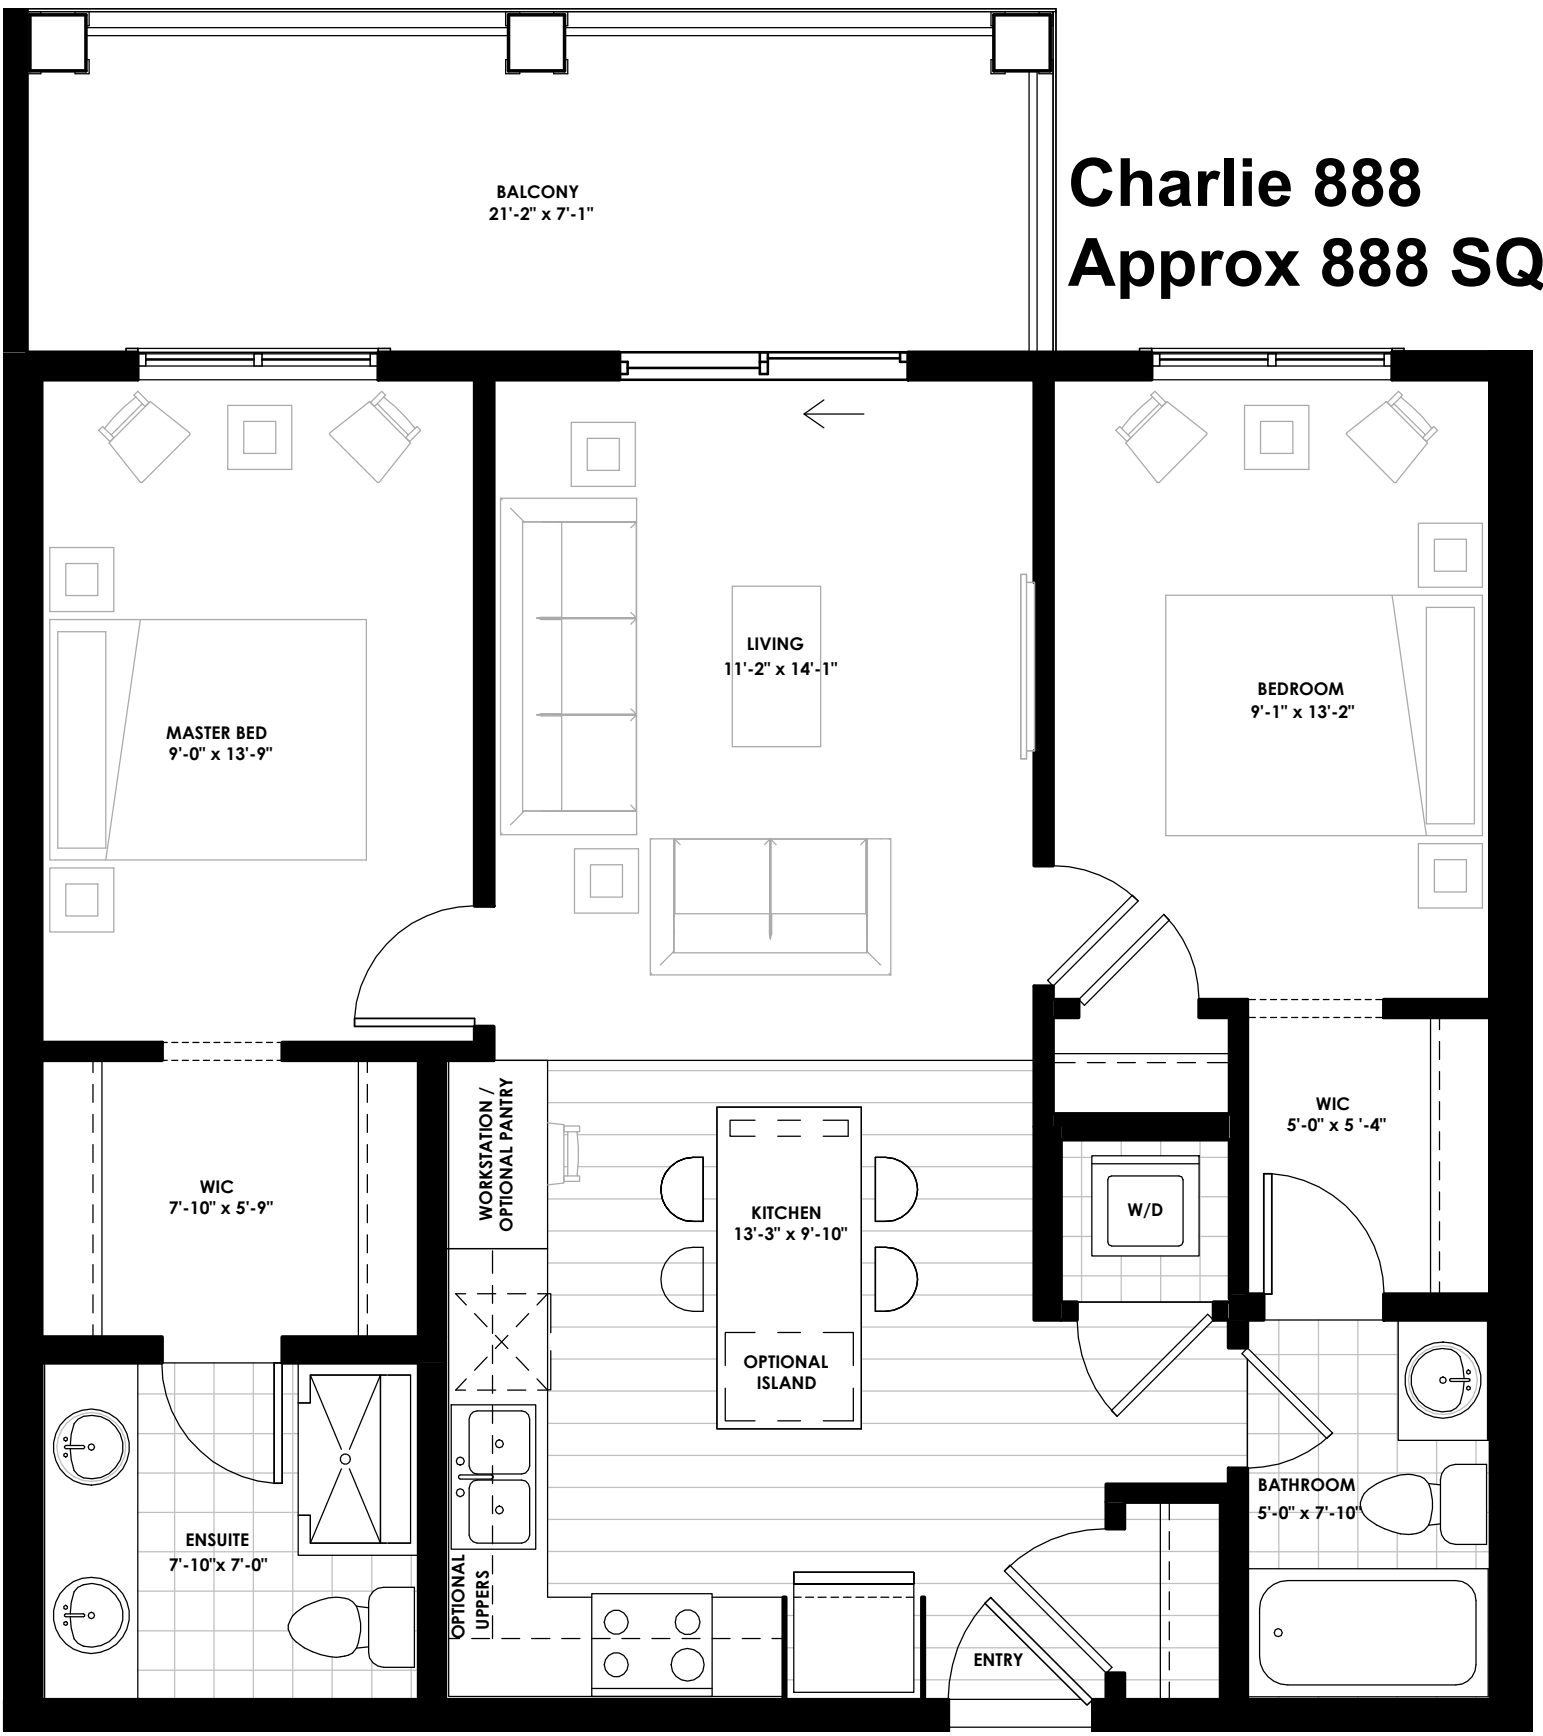 BALCONY
21'-2" x 7'-1"
Charlie 888
Approx 888 SQ
LIVING
11'-2" x 14'-1"
BEDROOM
9'-1" x 13'-2"
MASTER BED
9'-0" x 13'-9"
WORKSTATION /
OPTIONAL PANTRY
WIC
5'-0" x 5 '-4"
WIC
7'-10" x 5'-9"
KITCHEN
13'-3" x 9'-10"
W/D
OPTIONAL
ISLAND
BATHROOM
5'-0" x 7'-10"
ENSUITE
7'-10"x 7'-0"
OPTIONAL
UPPERS
ENTRY